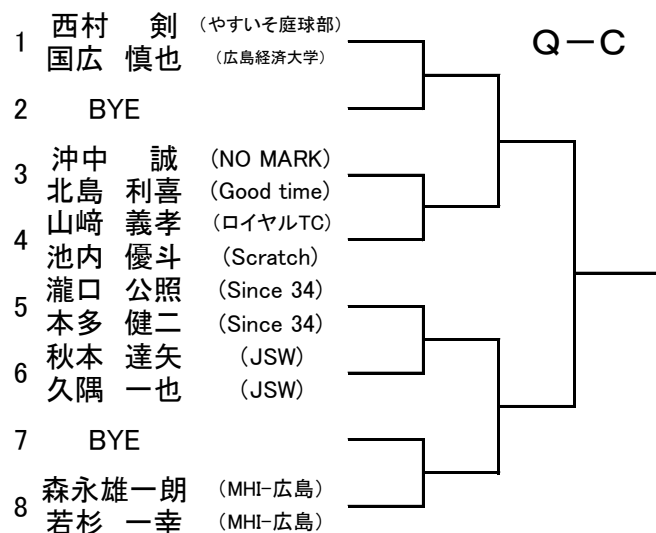 Q－C
1 西村　剣 （やすいそ庭球部）
国広　慎也 （広島経済大学）
2 BYE
3 沖中　誠 （NO MARK）
北島　利喜 （Good time）
4 山﨑　義孝 （ロイヤルTC）
池内　優斗 （Scratch）
5 瀧口　公照 （Since 34）
本多　健二 （Since 34）
6 秋本　達矢 （JSW）
久隅　一也 （JSW）
7 BYE
8 森永雄一朗 （MHI-広島）
若杉　一幸 （MHI-広島）